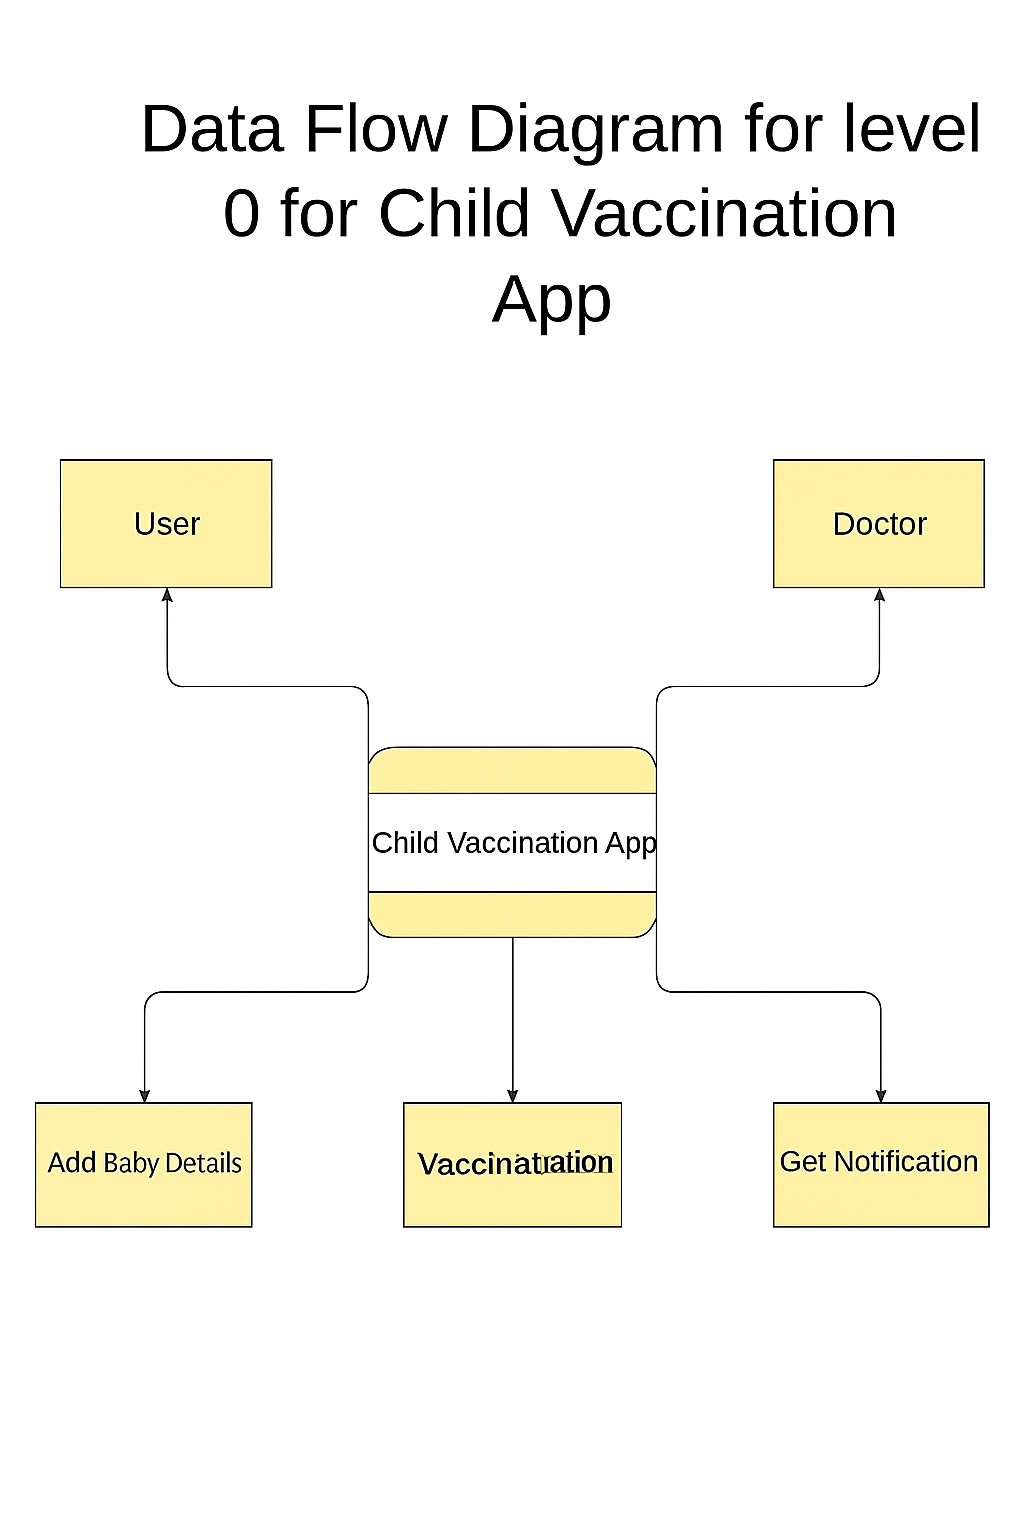 Data Flow Diagram for level
0 for Child Vaccination
App
User
Doctor
Child Vaccination App
Add Baby Details
Get Notification